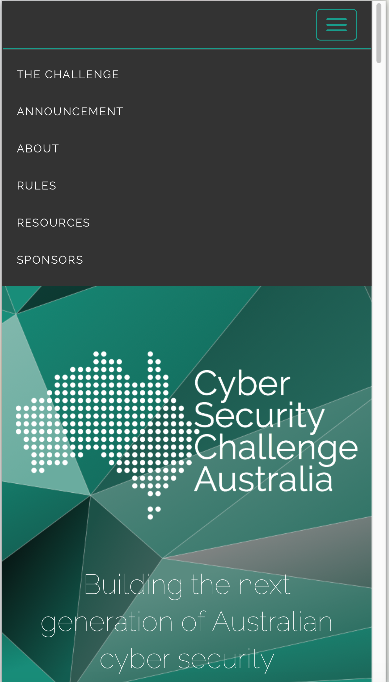 THE CHALLENGE
ANNOUNCEMENT
ABOUT
RULES
RESOURCES
SPONSORS
Cyber
Security
Challenge
Australia
Building the next
generation of Australian
cyber security